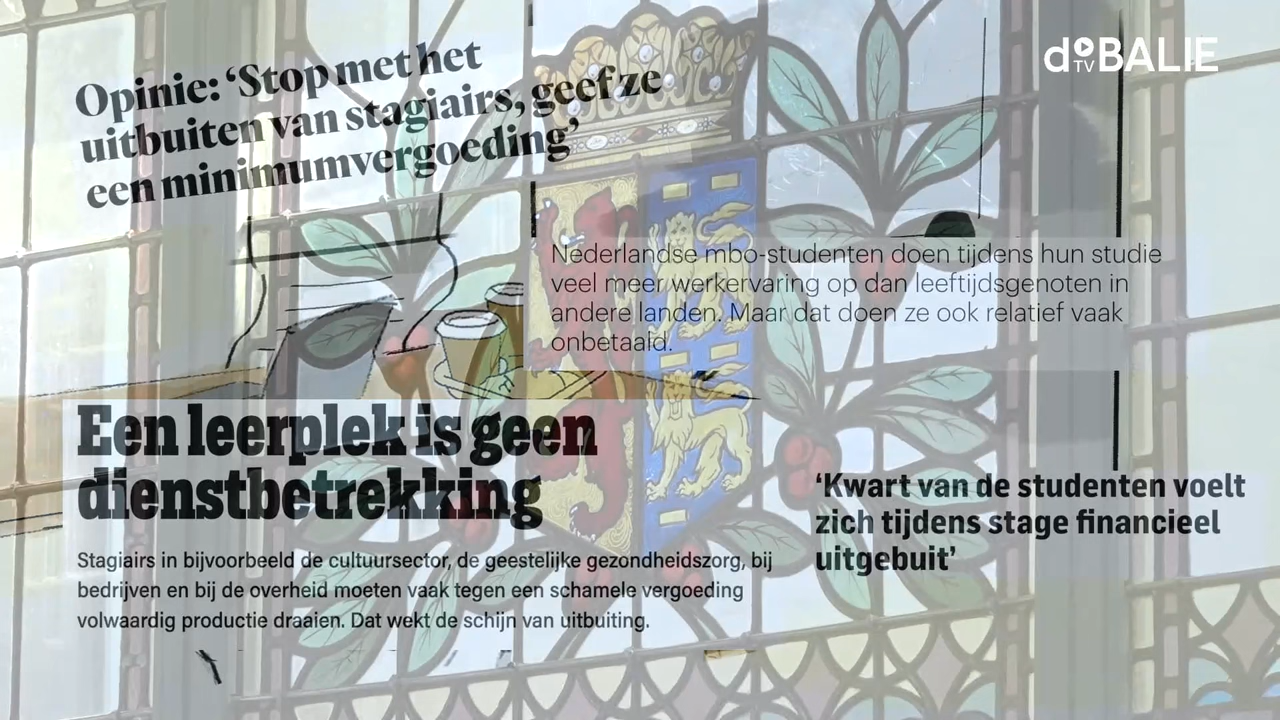 Opinie: ‘Stop met het
uitbuiten van stagiairs, geef ze
een minimumvergoeding’
dTV BALIE
Nederlandse mbo-studenten doen tijdens hun studie
veel meer werkervaring op dan leeftijdsgenoten in
andere landen. Maar dat doen ze ook relatief vaak
onbetaald.
Een leerplek is geen
dienstbetrekking
Stagiairs in bijvoorbeeld de cultuursector, de geestelijke gezondheidszorg, bij
bedrijven en bij de overheid moeten vaak tegen een schamele vergoeding
volwaardig productie draaien. Dat wekt de schijn van uitbuiting.
‘Kwart van de studenten voelt
zich tijdens stage financieel
uitgebuit’